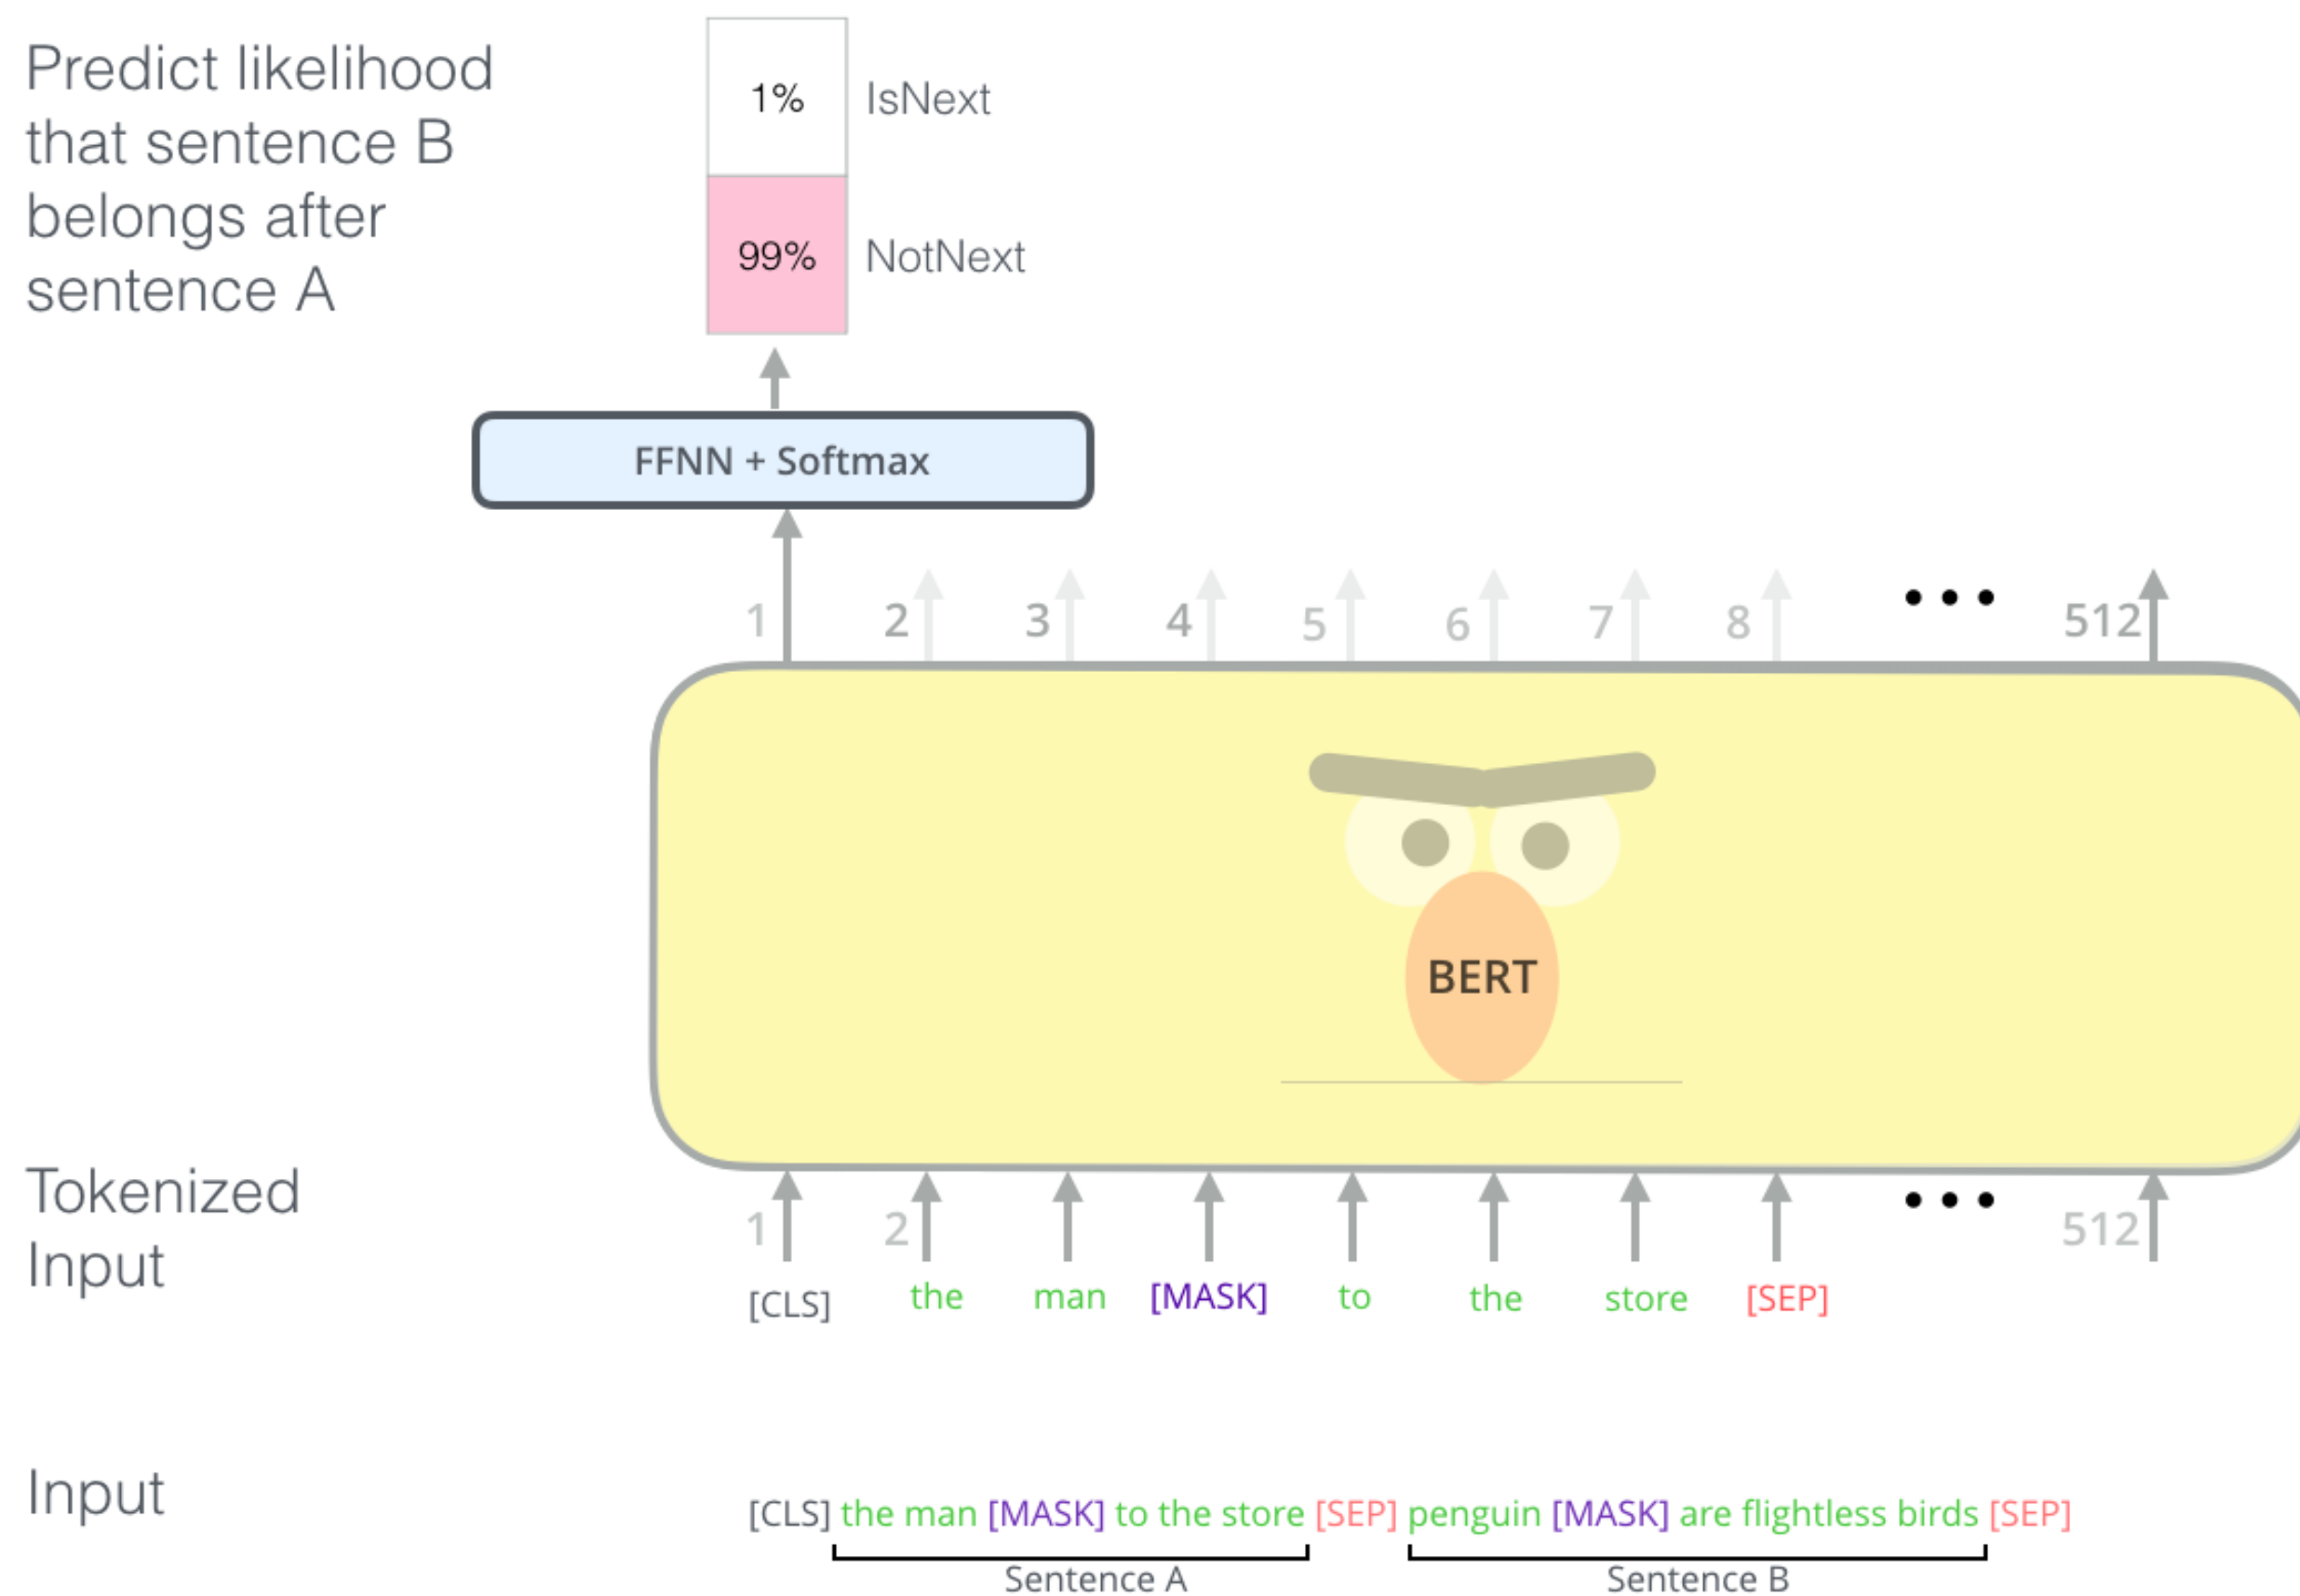 Predict likelihood
that sentence B
belongs after
sentence A
1% IsNext
99% NotNext
FFNN + Softmax
1 2 3 4 5 6 7 8 ••• 512
BERT
Tokenized
Input
1 2 ••• 512
[CLS] the man [MASK] to the store [SEP]
Input
[CLS] the man [MASK] to the store [SEP] penguin [MASK] are flightless birds [SEP]
Sentence A Sentence B